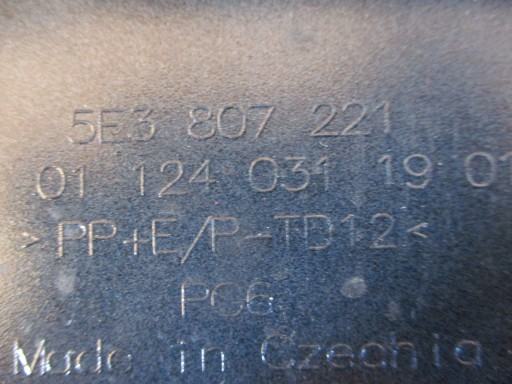 5E3 807 221
01 124 031 19 01
>PP+E/P-TD12<
PC6
Made in Czechia